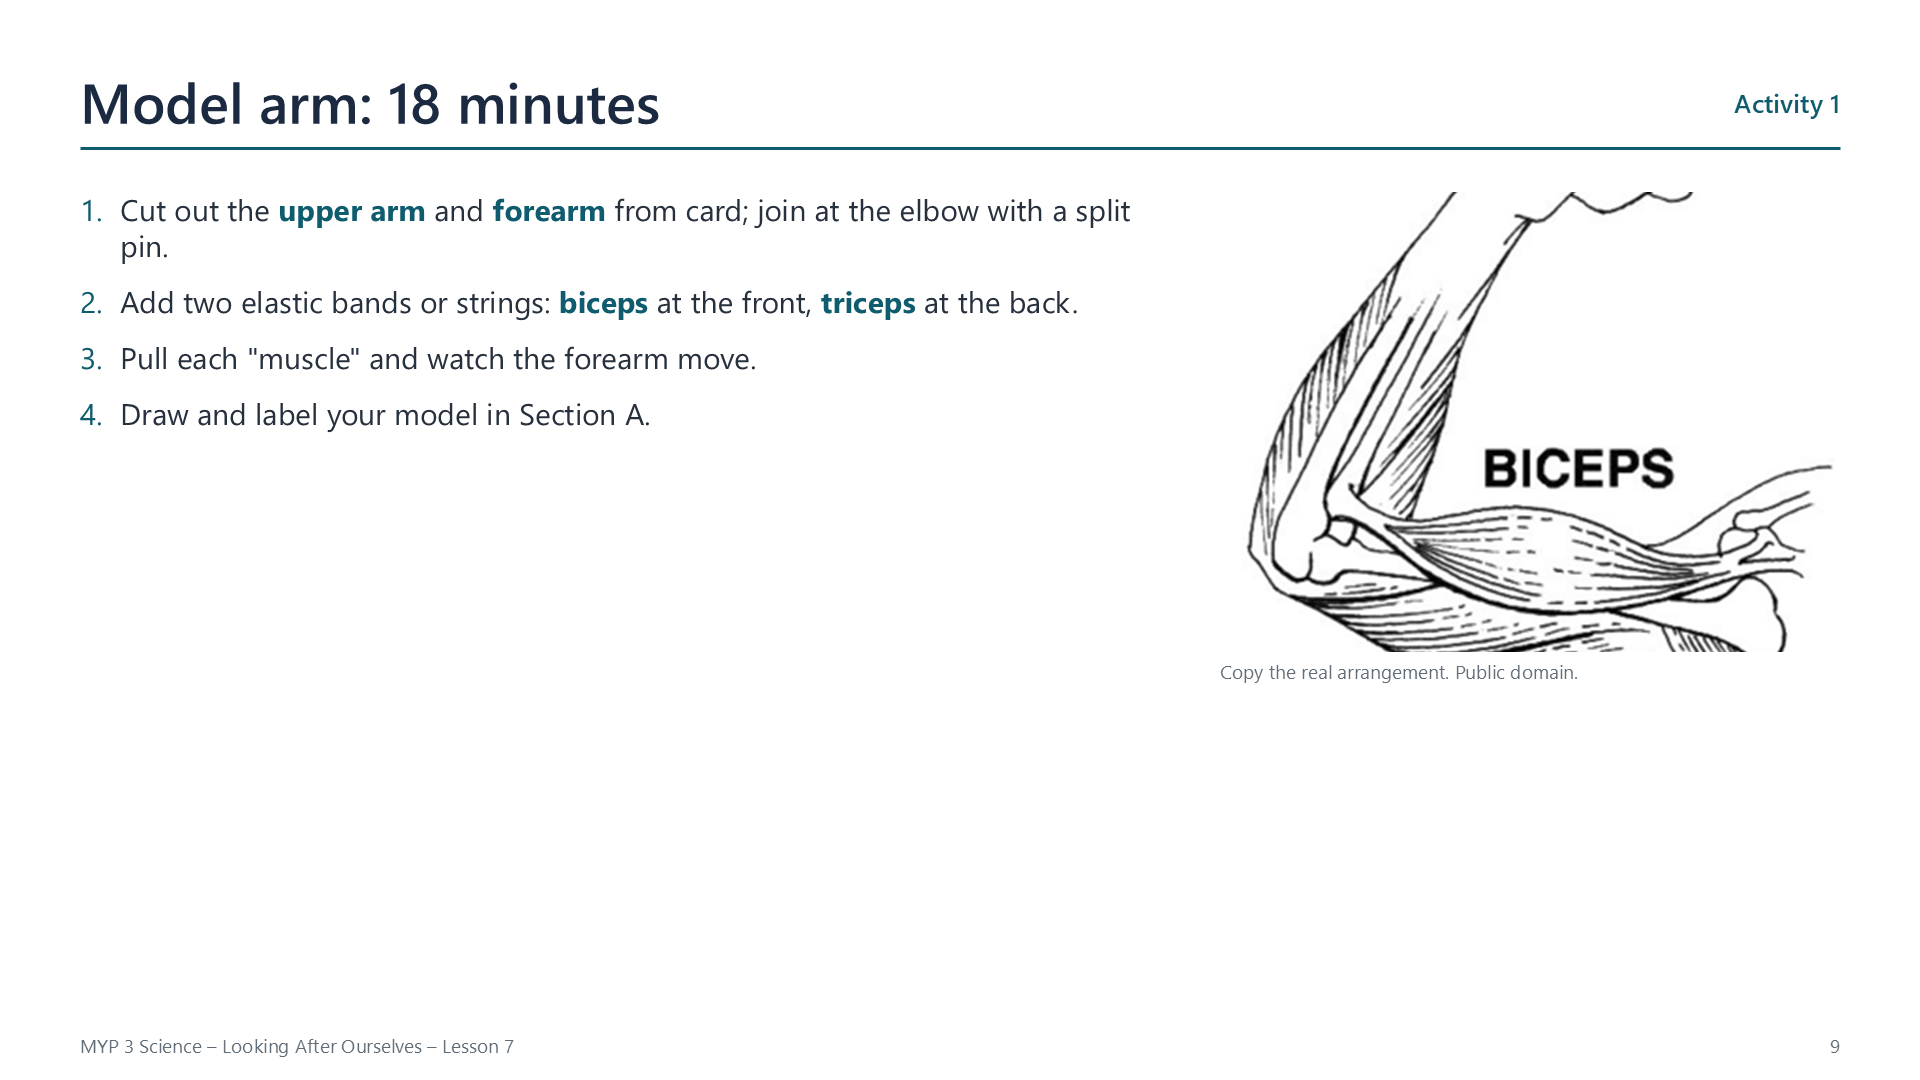 Model arm: 18 minutes
Activity 1
1. Cut out the upper arm and forearm from card; join at the elbow with a split
pin.
2. Add two elastic bands or strings: biceps at the front, triceps at the back.
3. Pull each "muscle" and watch the forearm move.
4. Draw and label your model in Section A.
BICEPS
Copy the real arrangement. Public domain.
MYP 3 Science – Looking After Ourselves – Lesson 7
9